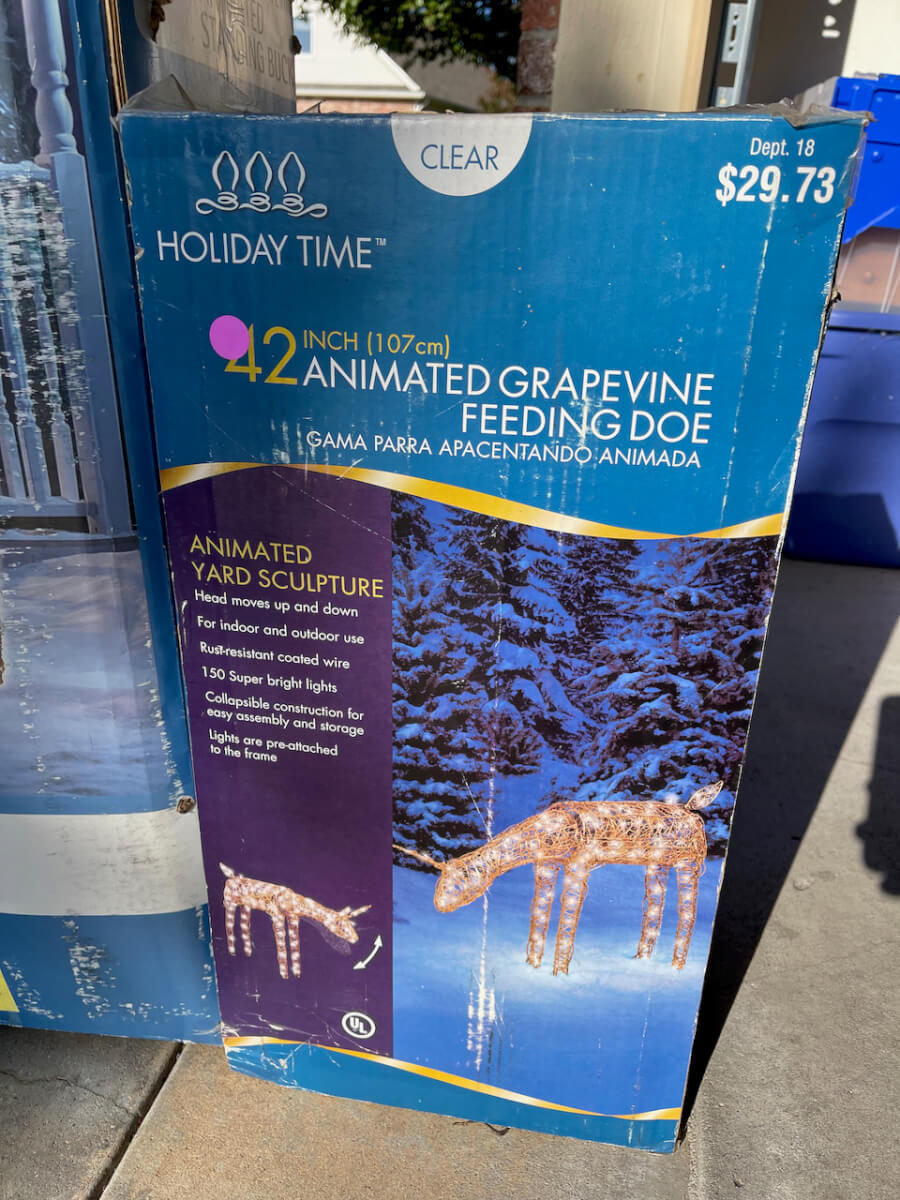 STANDING BUCK
CLEAR
Dept. 18
$29.73
HOLIDAY TIME™
42 INCH (107cm)
ANIMATED GRAPEVINE
FEEDING DOE
GAMA PARRA APACENTANDO ANIMADA
ANIMATED
YARD SCULPTURE
Head moves up and down
For indoor and outdoor use
Rust-resistant coated wire
150 Super bright lights
Collapsible construction for
easy assembly and storage
Lights are pre-attached
to the frame
UL